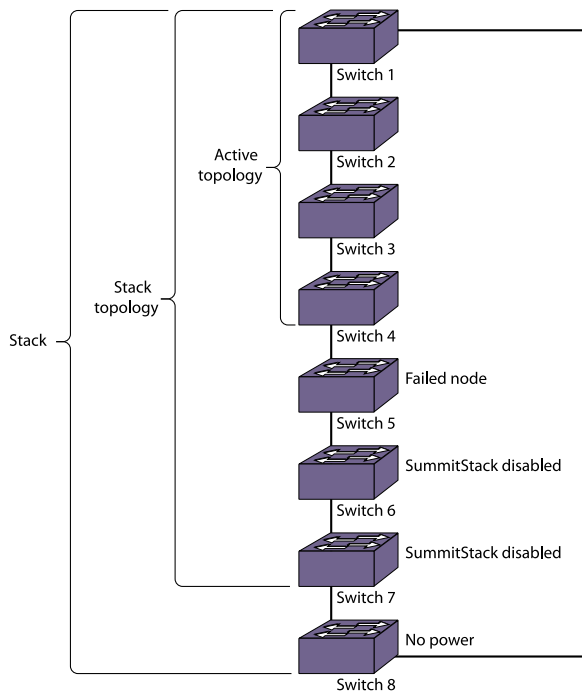 Switch 1
Switch 2
Active
topology
Switch 3
Stack
topology
Switch 4
Stack
Failed node
Switch 5
SummitStack disabled
Switch 6
SummitStack disabled
Switch 7
No power
Switch 8